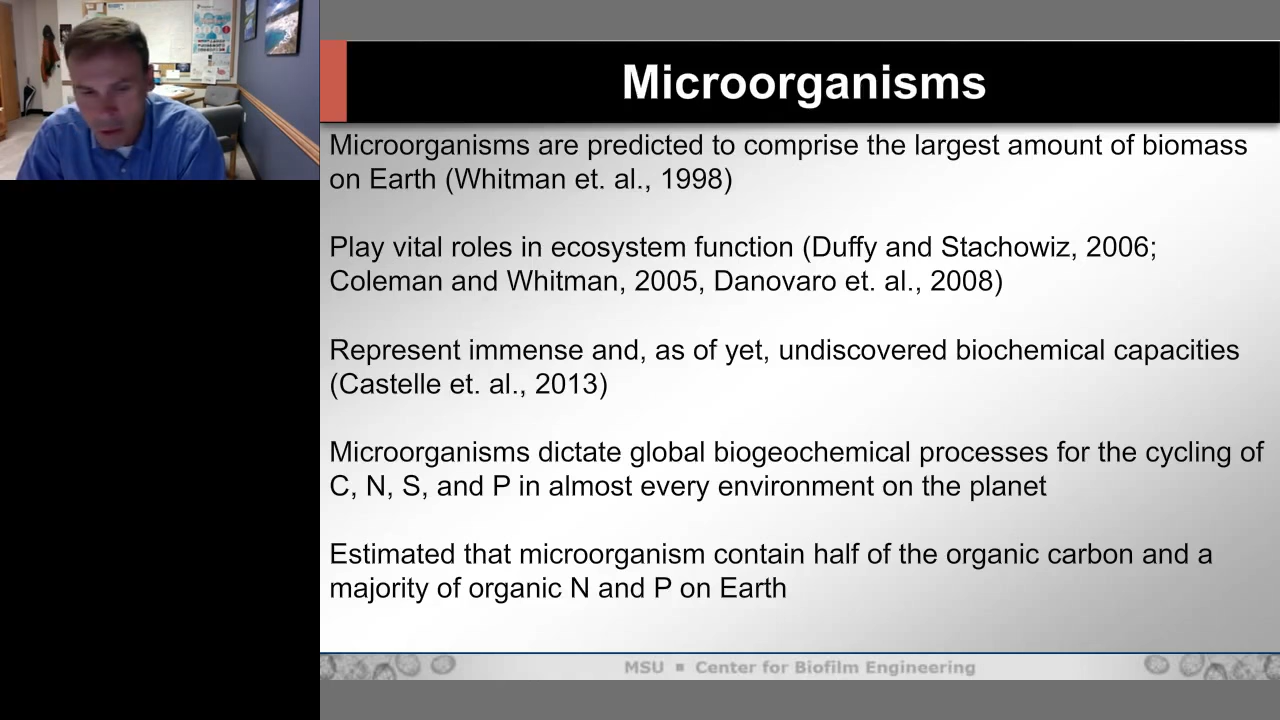 Microorganisms
Microorganisms are predicted to comprise the largest amount of biomass
on Earth (Whitman et. al., 1998)
Play vital roles in ecosystem function (Duffy and Stachowiz, 2006;
Coleman and Whitman, 2005, Danovaro et. al., 2008)
Represent immense and, as of yet, undiscovered biochemical capacities
(Castelle et. al., 2013)
Microorganisms dictate global biogeochemical processes for the cycling of
C, N, S, and P in almost every environment on the planet
Estimated that microorganism contain half of the organic carbon and a
majority of organic N and P on Earth
MSU ▪ Center for Biofilm Engineering